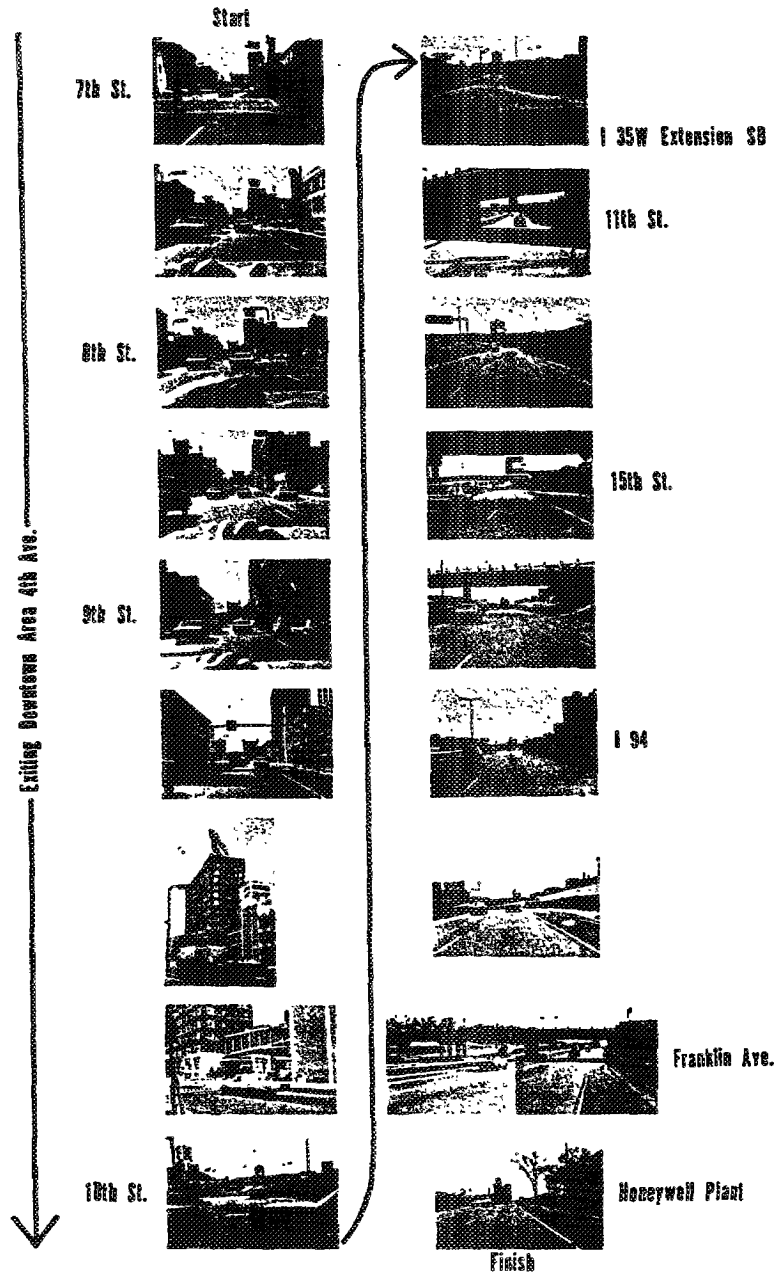 Start
7th St.
8th St.
9th St.
10th St.
Exiting Downtown Area 4th Ave.
I 35W Extension SB
11th St.
15th St.
I 94
Franklin Ave.
Honeywell Plant
Finish